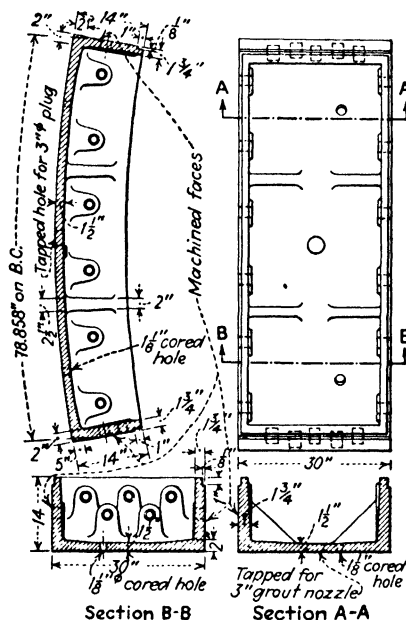 2"
3"
14"
1"
1/8"
1 3/4"
A
A
Tapped hole for 3"φ plug
78.858" on B.C.
1 1/2"
Machined faces
2"
2 1/2"
1 1/8" cored hole
B
B
1 3/4"
2"
5"
14"
1"
1 3/4"
1/8"
30"
14"
1"
1 3/4"
1 1/2"
2"
30"
1 1/8"φ cored hole
Tapped for 3" grout nozzle
1 1/8" cored hole
Section B-B
Section A-A